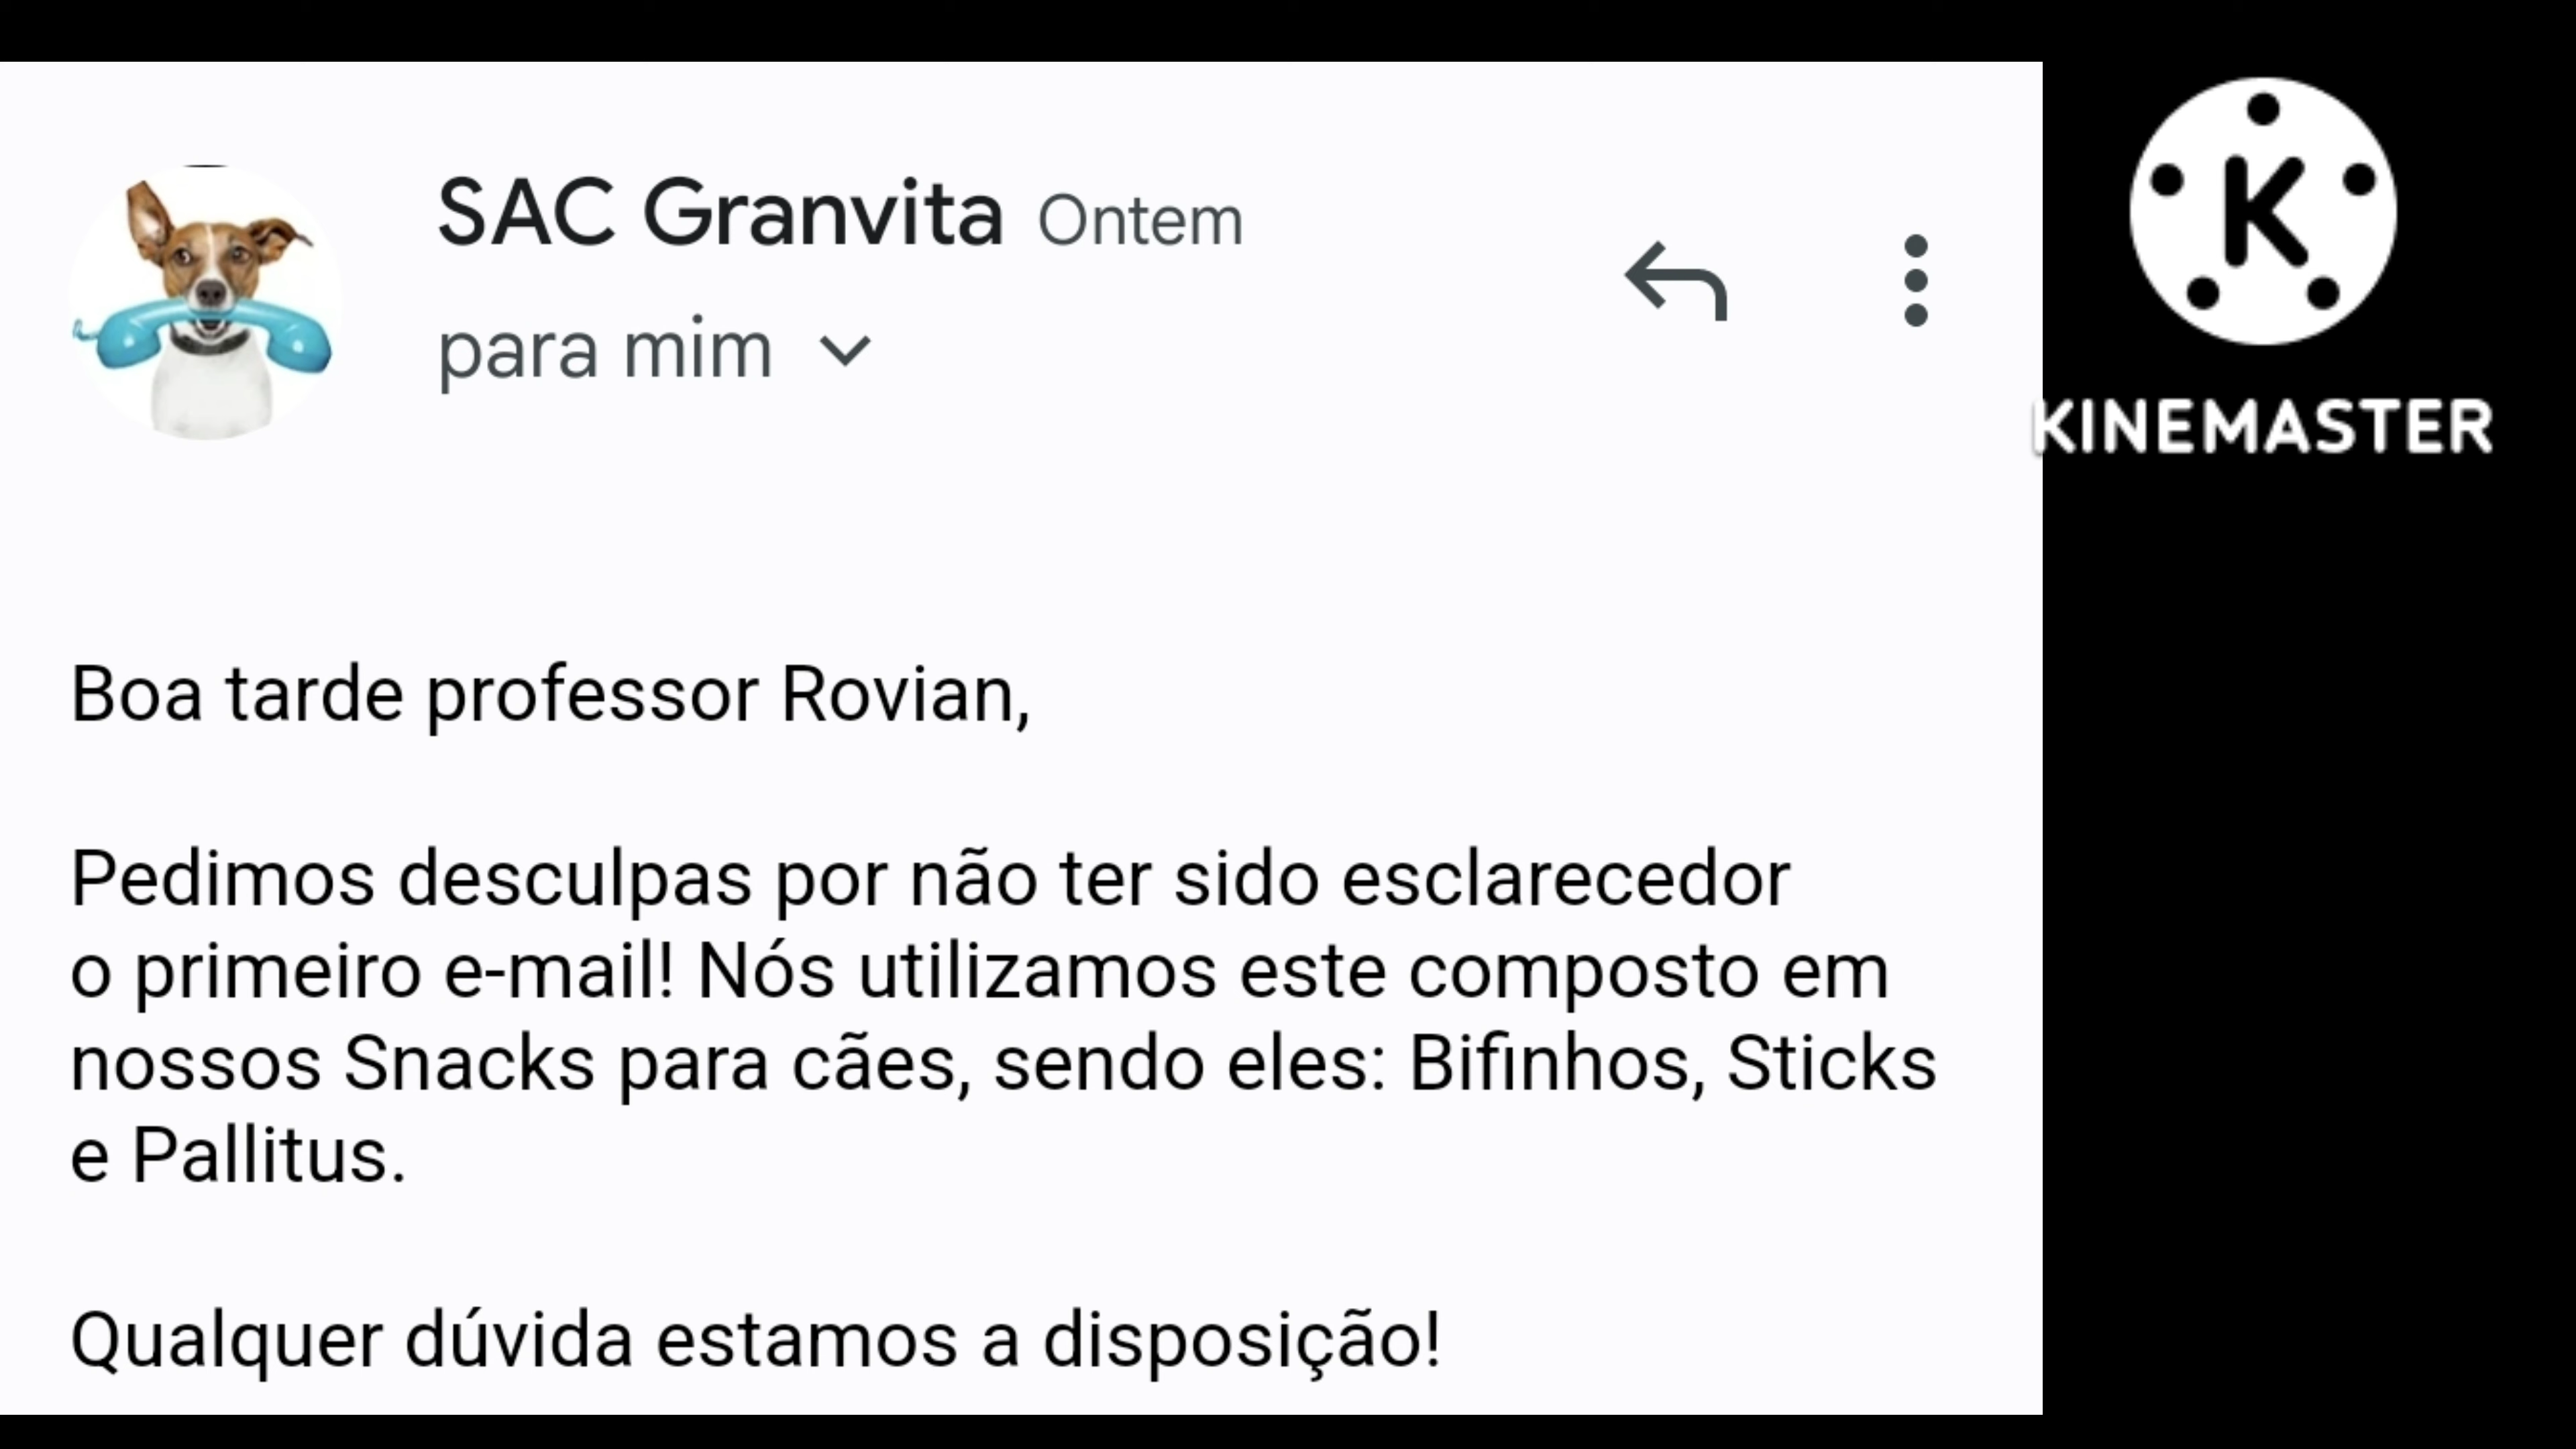 SAC Granvita Ontem
para mim
K
KINEMASTER
Boa tarde professor Rovian,
Pedimos desculpas por não ter sido esclarecedor
o primeiro e-mail! Nós utilizamos este composto em
nossos Snacks para cães, sendo eles: Bifinhos, Sticks
e Pallitus.
Qualquer dúvida estamos a disposição!